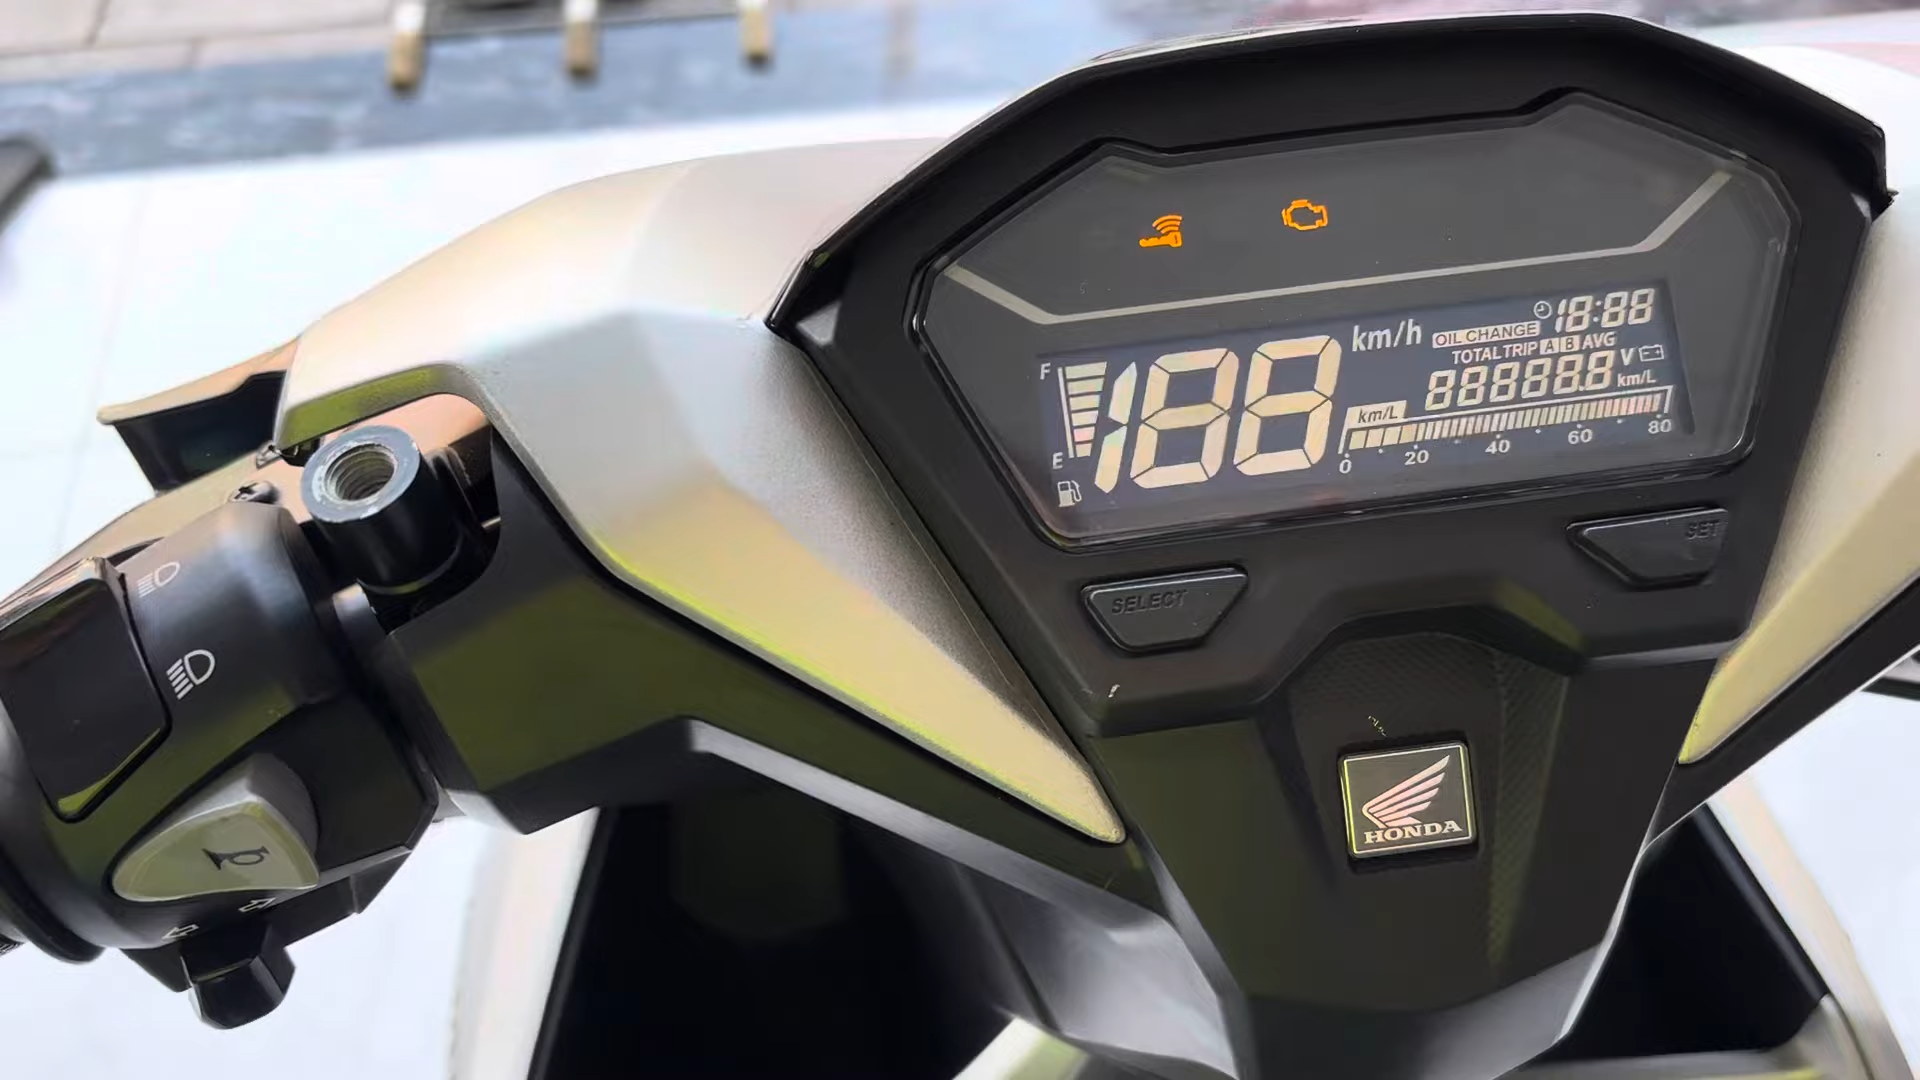 18:88
km/h
OIL CHANGE
TOTAL TRIP A B AVG
F
188
88888.8 V
km/L
km/L
E
0 20 40 60 80
SET
SELECT
HONDA